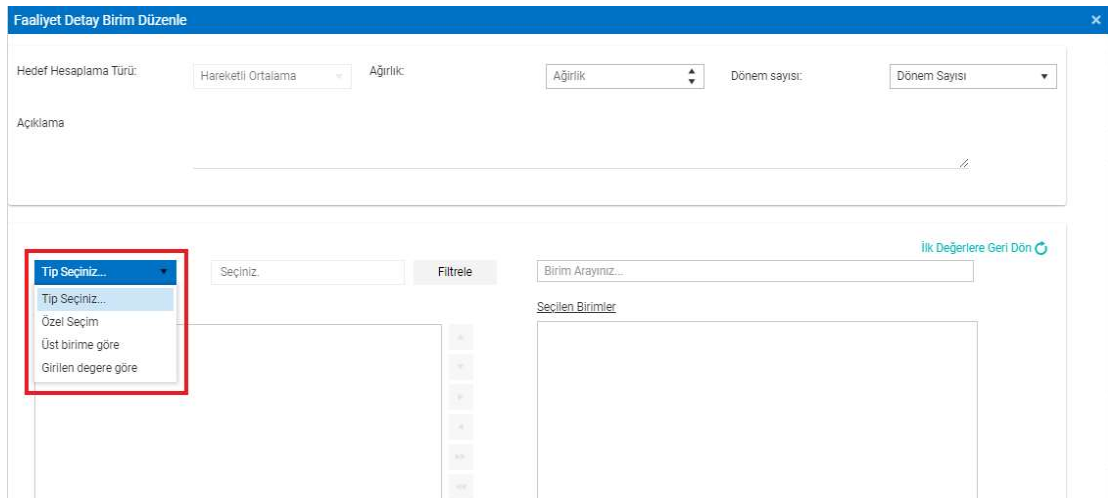 Faaliyet Detay Birim Düzenle
Hedef Hesaplama Türü: Hareketli Ortalama Ağırlık: Ağirlik Dönem sayısı: Dönem Sayısı
Açıklama
İlk Değerlere Geri Dön
Tip Seçiniz... Seçiniz. Filtrele Birim Arayınız...
Tip Seçiniz...
Özel Seçim
Üst birime göre
Girilen degere göre
Seçilen Birimler